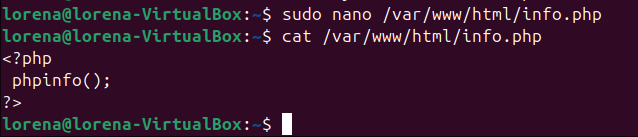 lorena@lorena-VirtualBox:~$ sudo nano /var/www/html/info.php
lorena@lorena-VirtualBox:~$ cat /var/www/html/info.php
<?php
 phpinfo();
?>
lorena@lorena-VirtualBox:~$